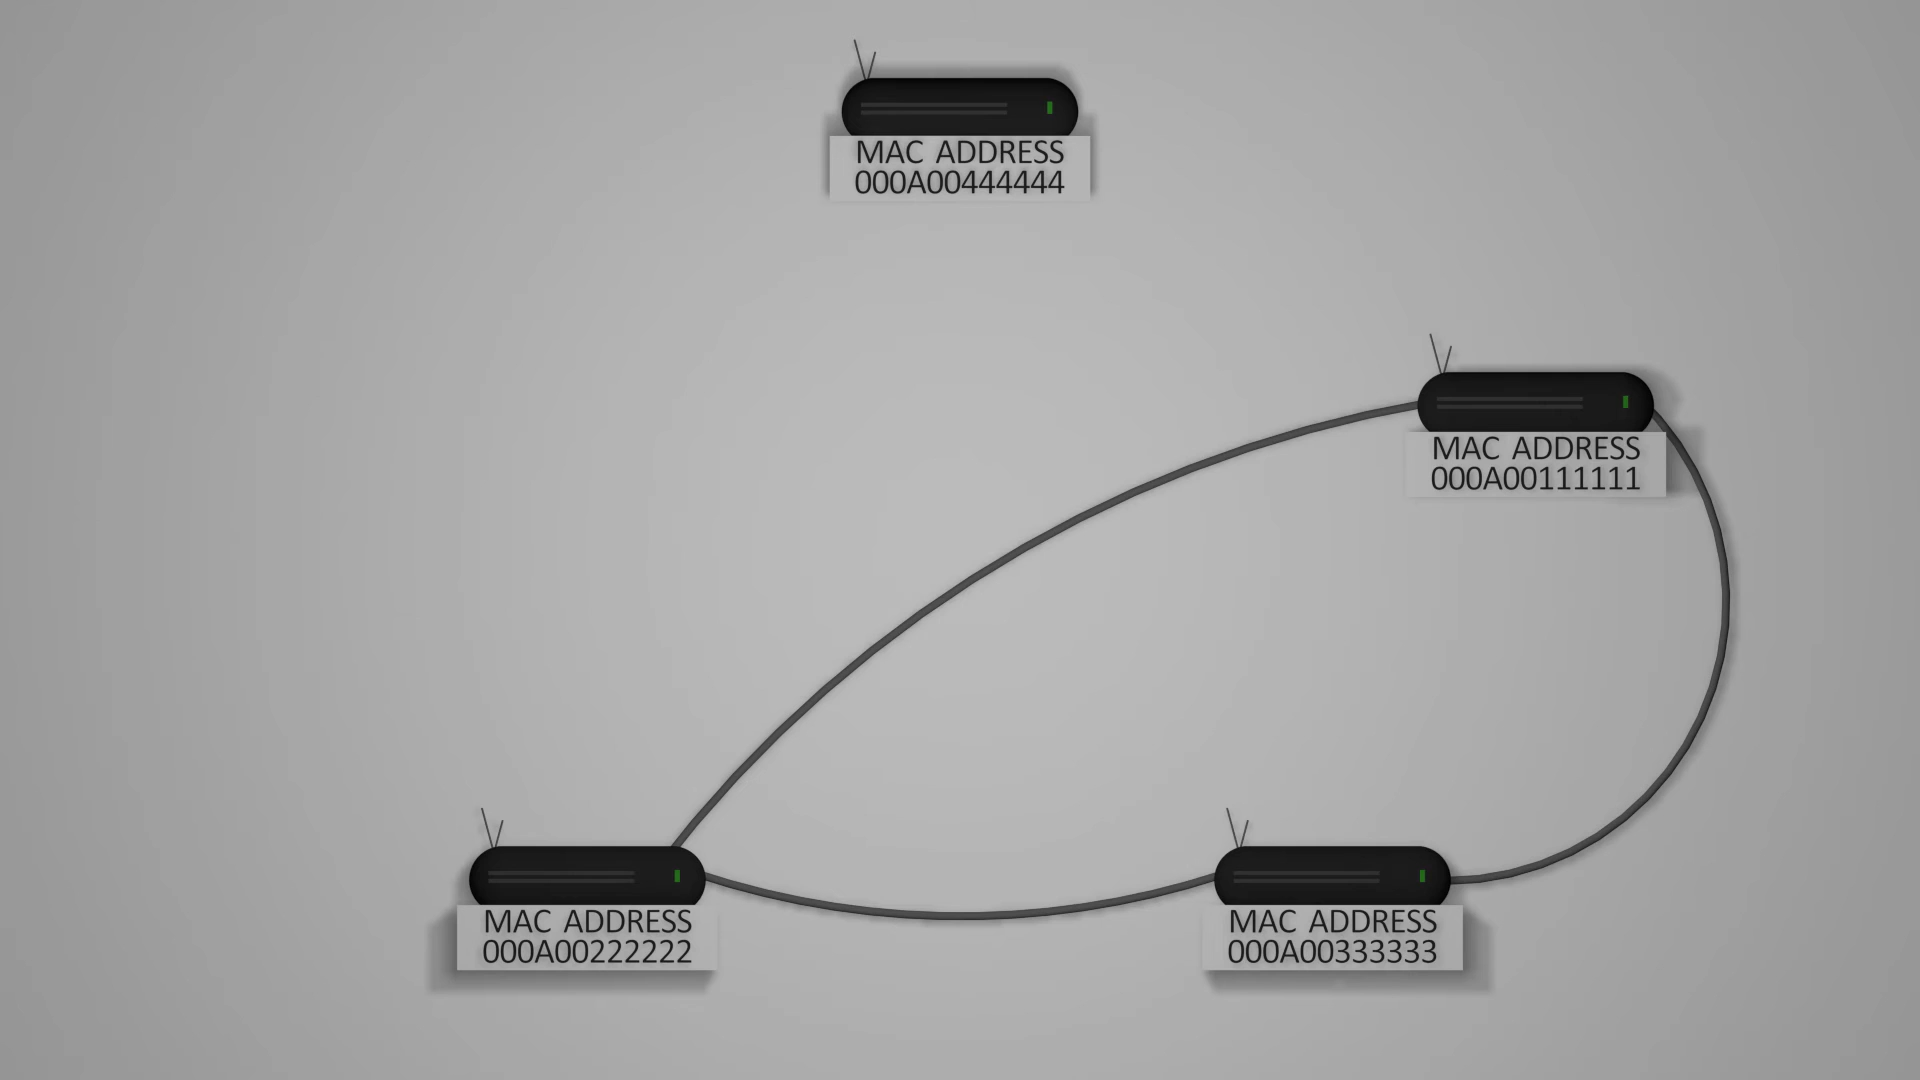 MAC ADDRESS
000A00444444
MAC ADDRESS
000A00111111
MAC ADDRESS
000A00222222
MAC ADDRESS
000A00333333